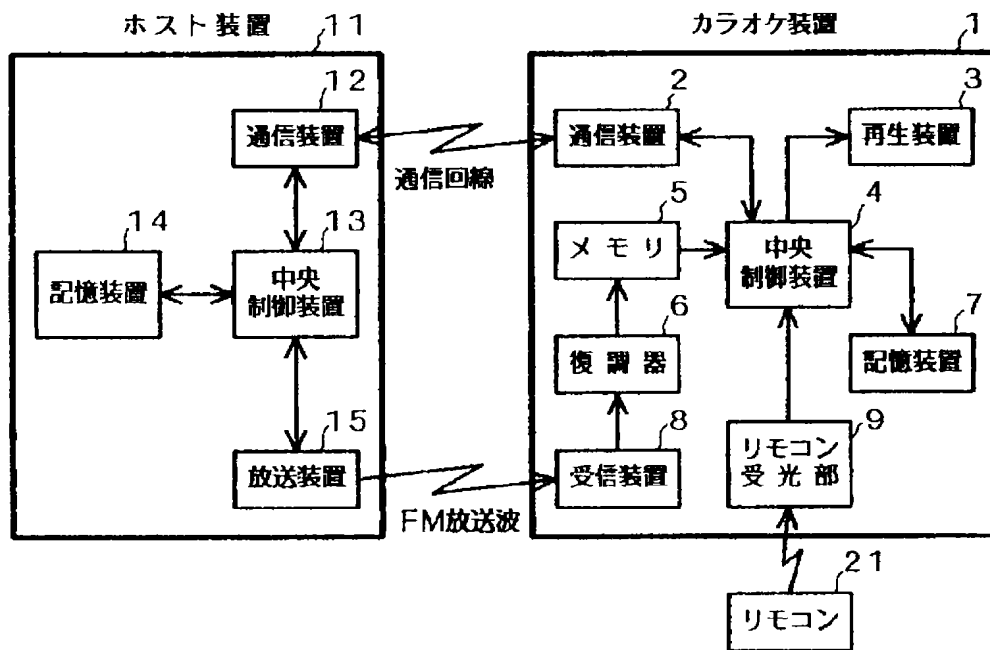 ホスト装置
11
カラオケ装置
1
12
通信装置
2
通信装置
3
再生装置
通信回線
14
記憶装置
13
中央
制御装置
5
メモリ
4
中央
制御装置
6
復調器
7
記憶装置
15
放送装置
8
受信装置
9
リモコン
受光部
FM放送波
21
リモコン